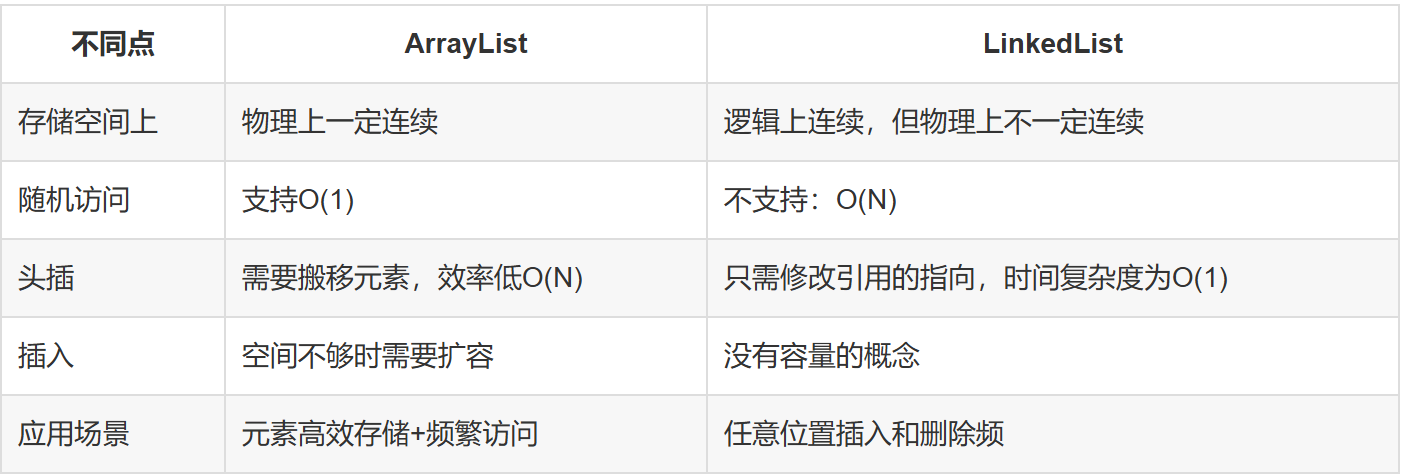 不同点 ArrayList LinkedList
存储空间上 物理上一定连续 逻辑上连续，但物理上不一定连续
随机访问 支持O(1) 不支持：O(N)
头插 需要搬移元素，效率低O(N) 只需修改引用的指向，时间复杂度为O(1)
插入 空间不够时需要扩容 没有容量的概念
应用场景 元素高效存储+频繁访问 任意位置插入和删除频